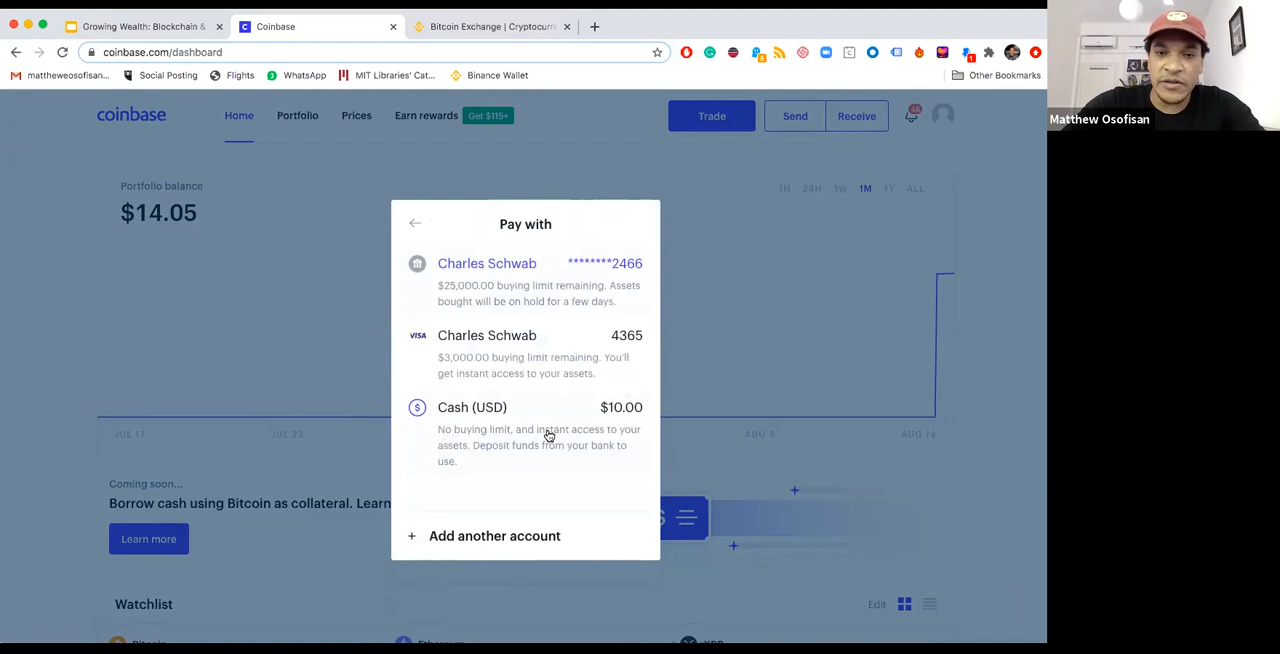 Growing Wealth: Blockchain &
Coinbase
Bitcoin Exchange | Cryptocurr
coinbase.com/dashboard
mattheweosofisan...
Social Posting
Flights
WhatsApp
MIT Libraries' Cat...
Binance Wallet
Other Bookmarks
Matthew Osofisan
coinbase
Home
Portfolio
Prices
Earn rewards
Get $115+
Trade
Send
Receive
Portfolio balance
$14.05
1H
24H
1W
1M
1Y
ALL
Pay with
Charles Schwab
********2466
$25,000.00 buying limit remaining. Assets
bought will be on hold for a few days.
VISA
Charles Schwab
4365
$3,000.00 buying limit remaining. You'll
get instant access to your assets.
$
Cash (USD)
$10.00
No buying limit, and instant access to your
assets. Deposit funds from your bank to
use.
+ Add another account
JUL 17
JUL 23
AUG 8
AUG 14
Coming soon...
Borrow cash using Bitcoin as collateral. Learn
Learn more
Watchlist
Edit
Bitcoin
Ethereum
XRP